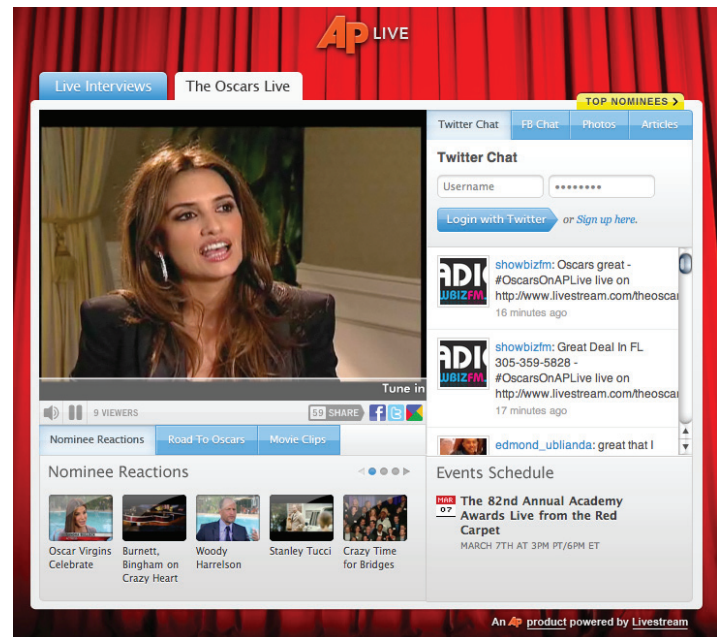 AP LIVE
Live Interviews
The Oscars Live
TOP NOMINEES >
Twitter Chat
FB Chat
Photos
Articles
Twitter Chat
Username
••••••••
Login with Twitter
or Sign up here.
showbizfm: Oscars great -
#OscarsOnAPLive live on
http://www.livestream.com/theoscar
16 minutes ago
showbizfm: Great Deal In FL
305-359-5828 -
#OscarsOnAPLive live on
http://www.livestream.com/theoscar
17 minutes ago
edmond_ublianda: great that I
ADIO
WBIZFM.
ADIO
WBIZFM.
Tune in
9 VIEWERS
59 SHARE
Nominee Reactions
Road To Oscars
Movie Clips
Nominee Reactions
Oscar Virgins
Celebrate
Burnett,
Bingham on
Crazy Heart
Woody
Harrelson
Stanley Tucci
Crazy Time
for Bridges
Events Schedule
MAR
07
The 82nd Annual Academy
Awards Live from the Red
Carpet
MARCH 7TH AT 3PM PT/6PM ET
An AP product powered by Livestream